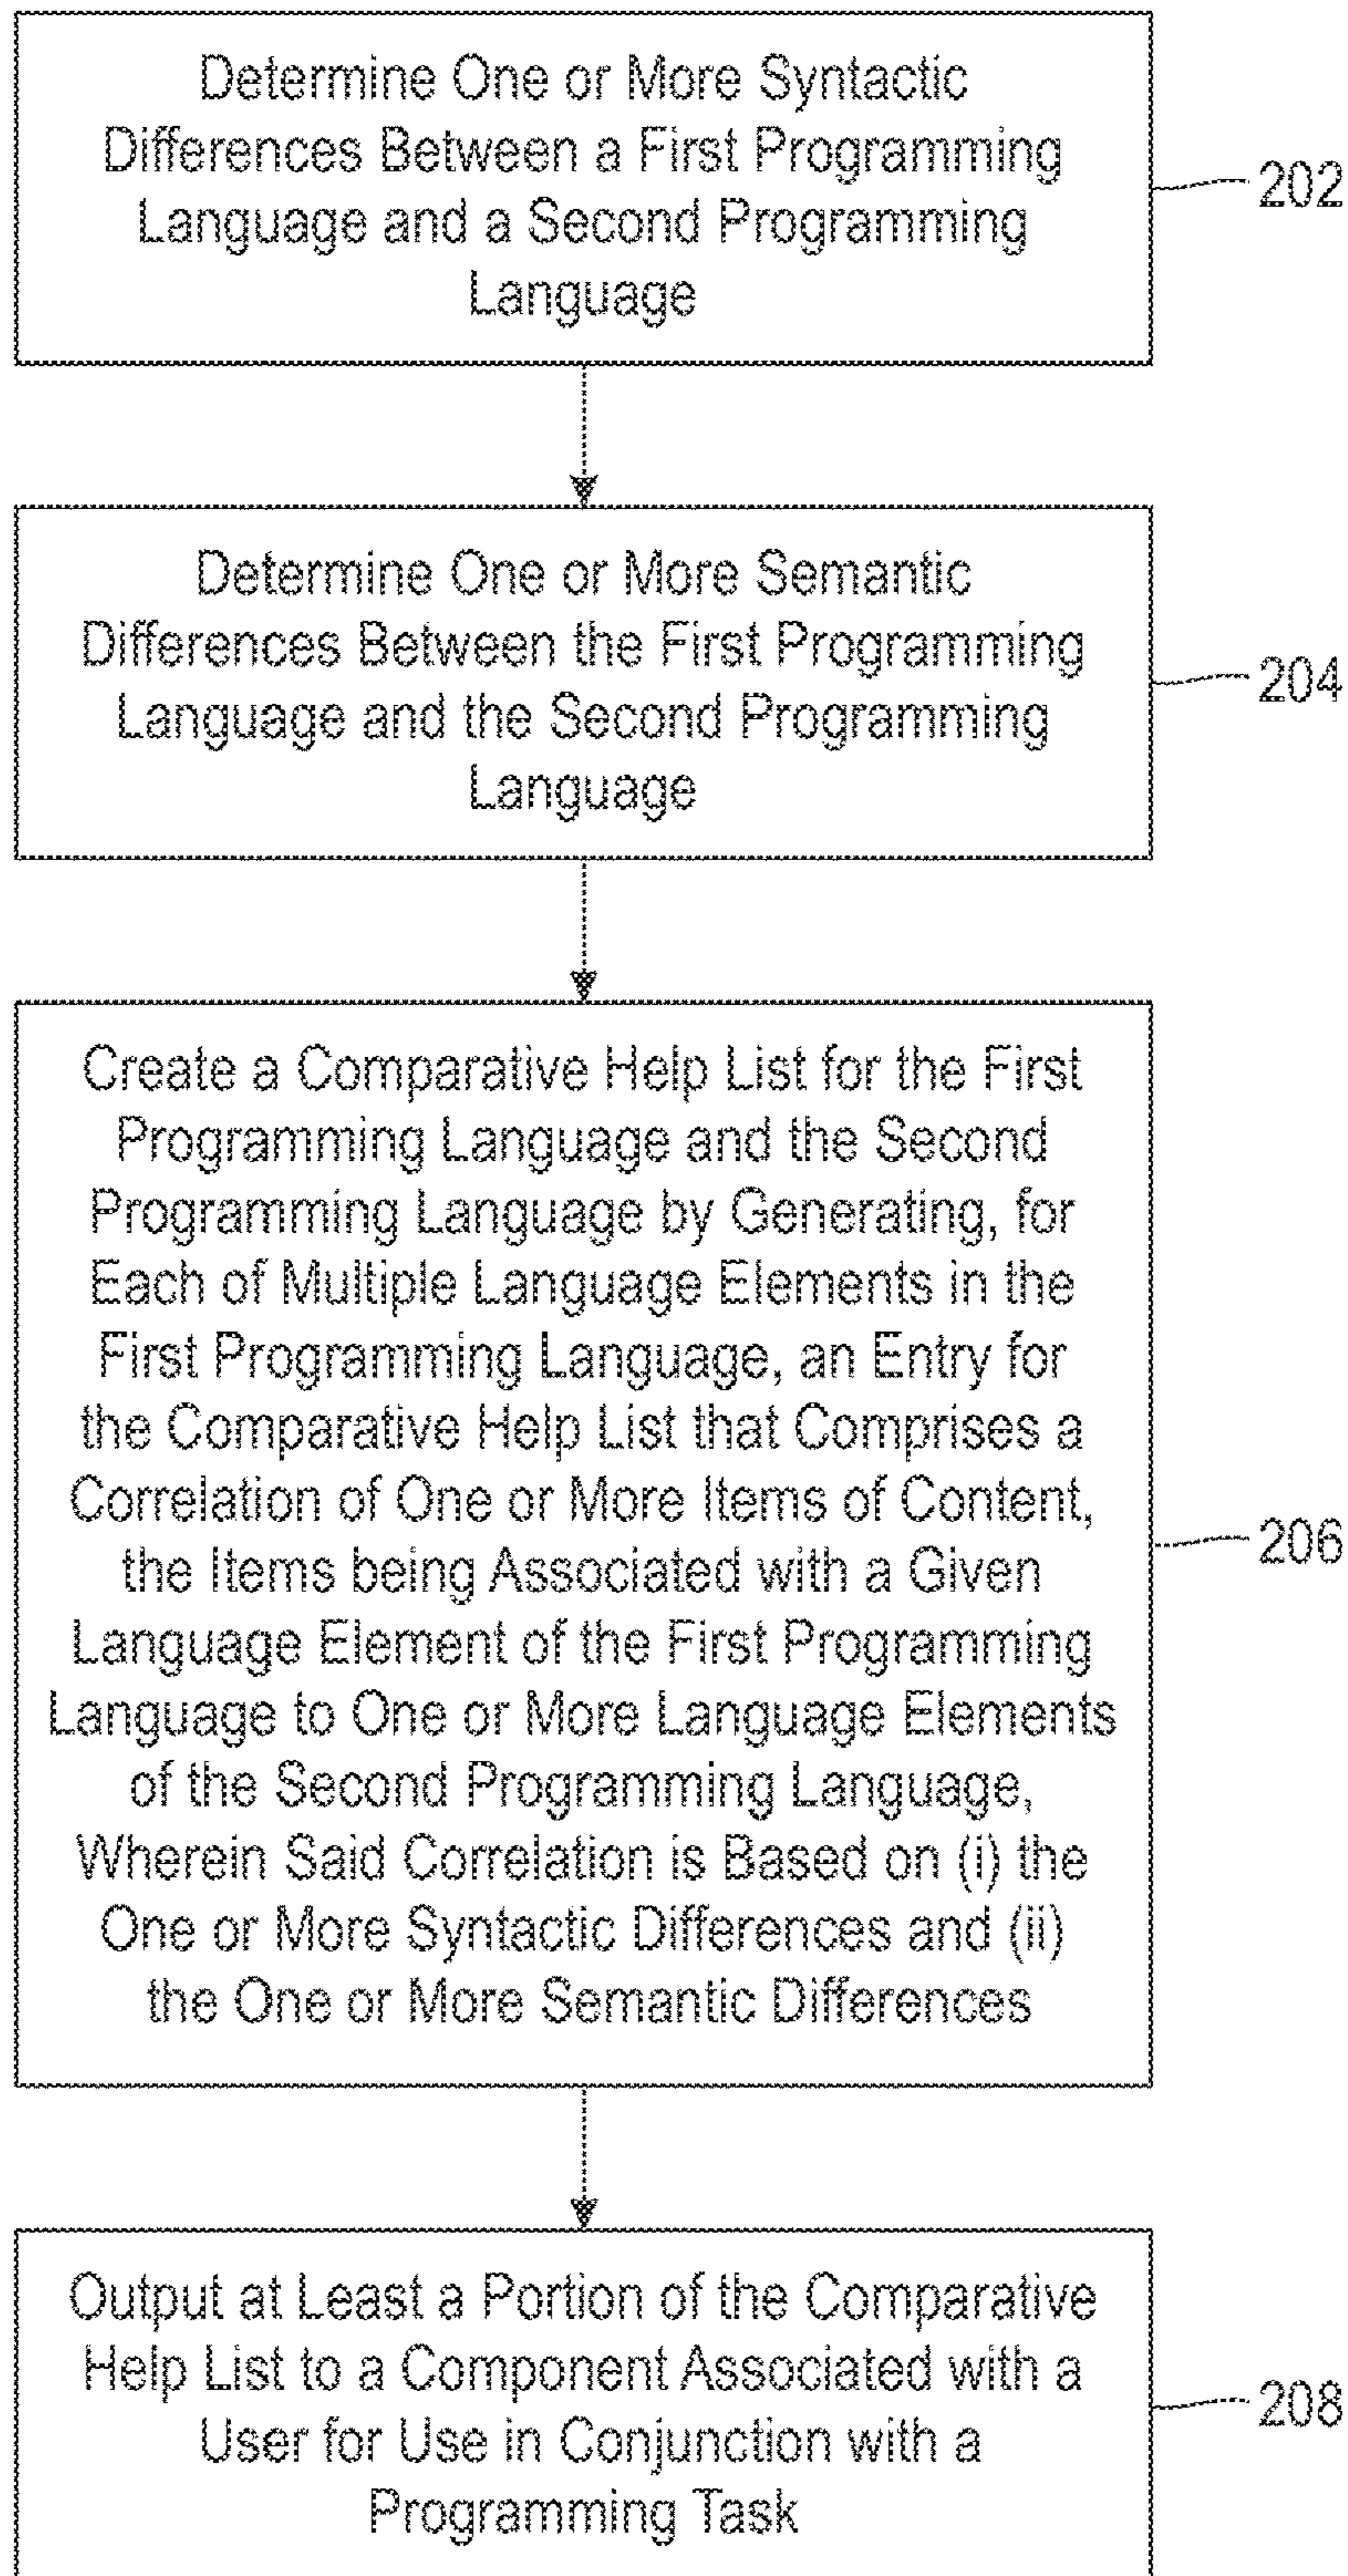 Determine One or More Syntactic
Differences Between a First Programming
Language and a Second Programming
Language
202
Determine One or More Semantic
Differences Between the First Programming
Language and the Second Programming
Language
204
Create a Comparative Help List for the First
Programming Language and the Second
Programming Language by Generating, for
Each of Multiple Language Elements in the
First Programming Language, an Entry for
the Comparative Help List that Comprises a
Correlation of One or More Items of Content,
the Items being Associated with a Given
Language Element of the First Programming
Language to One or More Language Elements
of the Second Programming Language,
Wherein Said Correlation is Based on (i) the
One or More Syntactic Differences and (ii)
the One or More Semantic Differences
206
Output at Least a Portion of the Comparative
Help List to a Component Associated with a
User for Use in Conjunction with a
Programming Task
208